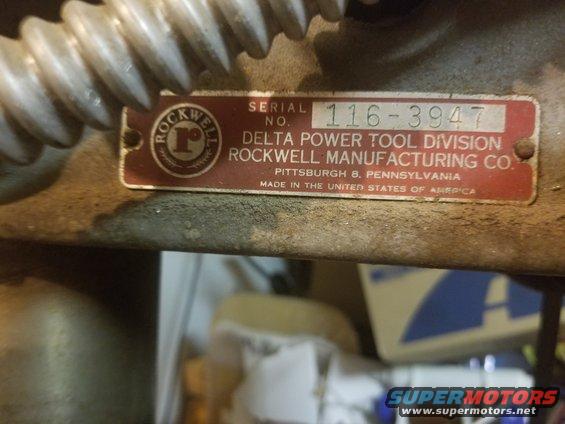 SERIAL
NO. 116-3947
DELTA POWER TOOL DIVISION
ROCKWELL MANUFACTURING CO.
PITTSBURGH 8, PENNSYLVANIA
MADE IN THE UNITED STATES OF AMERICA
ROCKWELL
r
SUPERMOTORS
www.supermotors.net